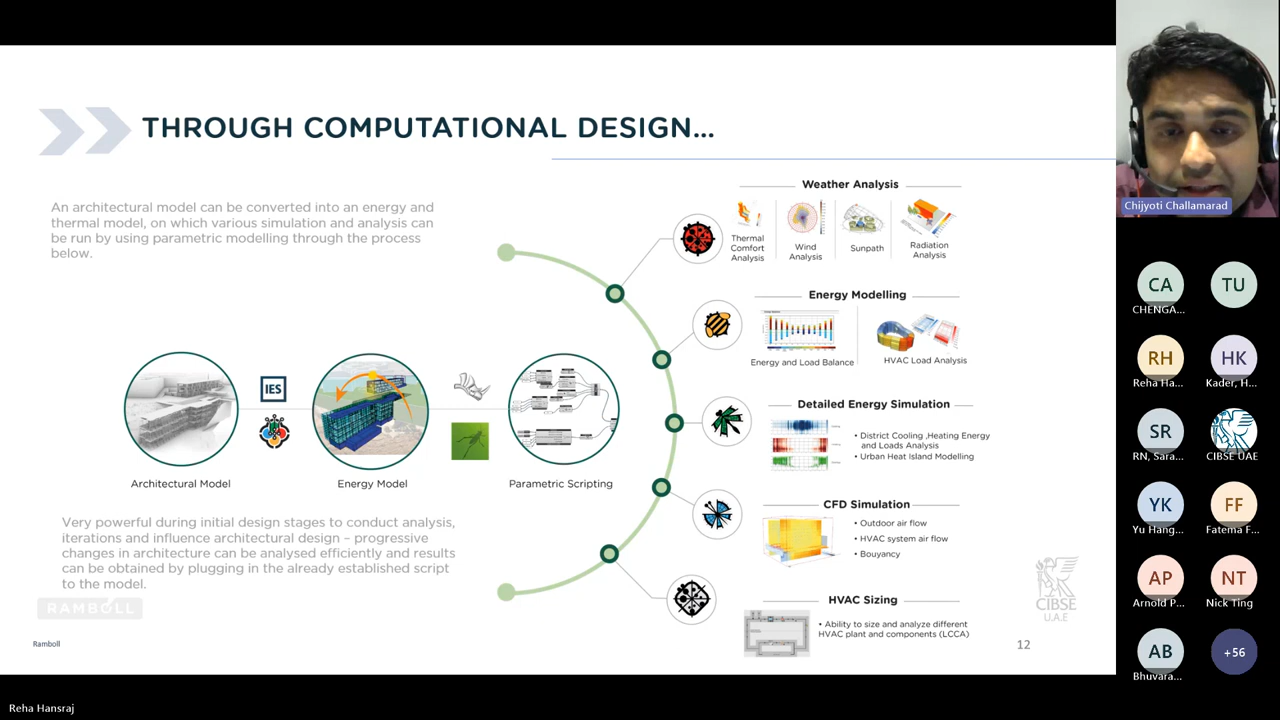 THROUGH COMPUTATIONAL DESIGN...
An architectural model can be converted into an energy and
thermal model, on which various simulation and analysis can
be run by using parametric modelling through the process
below.
IES
Architectural Model
Energy Model
Parametric Scripting
Very powerful during initial design stages to conduct analysis,
iterations and influence architectural design – progressive
changes in architecture can be analysed efficiently and results
can be obtained by plugging in the already established script
to the model.
RAMBOLL
Ramboll
Weather Analysis
Thermal
Comfort
Analysis
Wind
Analysis
Sunpath
Radiation
Analysis
Energy Modelling
Energy and Load Balance
HVAC Load Analysis
Detailed Energy Simulation
• District Cooling ,Heating Energy
and Loads Analysis
• Urban Heat Island Modelling
CFD Simulation
• Outdoor air flow
• HVAC system air flow
• Bouyancy
HVAC Sizing
• Ability to size and analyze different
HVAC plant and components (LCCA)
CIBSE
U.A.E
12
Chijyoti Challamarad
CA
CHENGA...
TU
RH
Reha Ha...
HK
Kader, H...
SR
RN, Sara...
CIBSE UAE
YK
Yu Hang...
FF
Fatema F...
AP
Arnold P...
NT
Nick Ting
AB
Bhuvara...
+56
Reha Hansraj